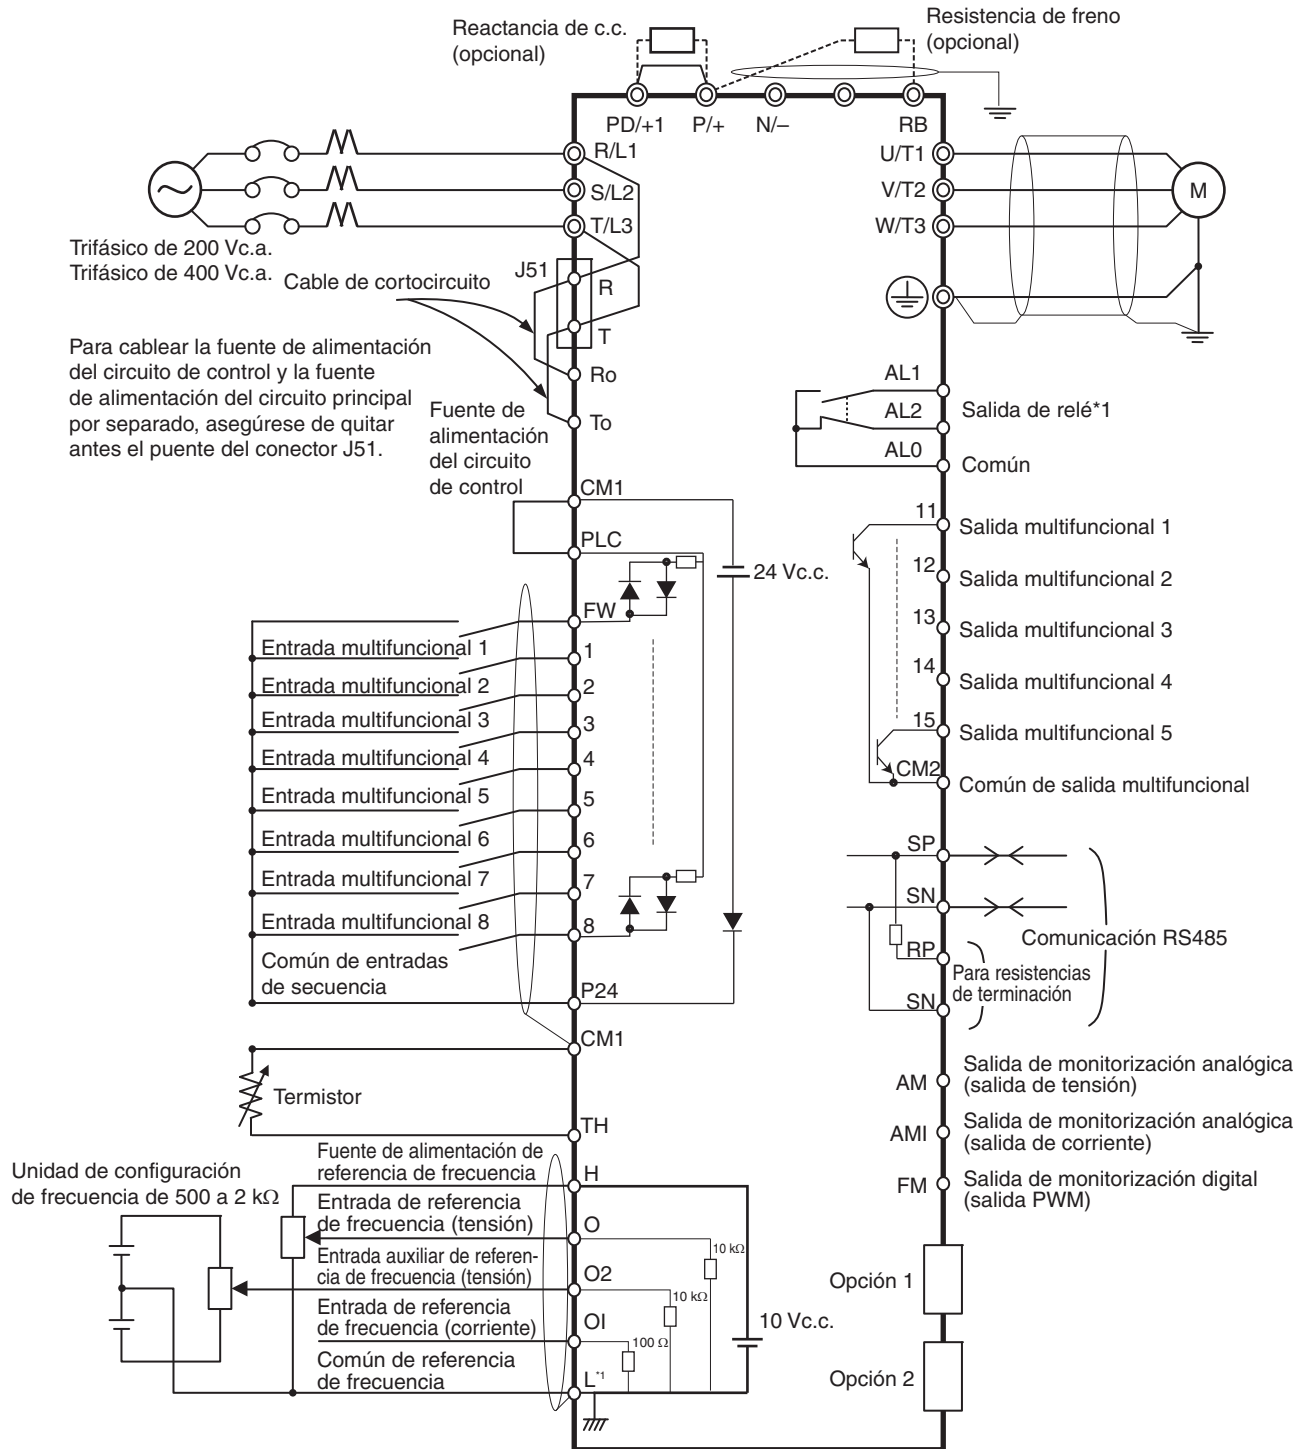 Reactancia de c.c.
(opcional)
Resistencia de freno
(opcional)
PD/+1
P/+
N/–
RB
R/L1
S/L2
T/L3
U/T1
V/T2
W/T3
M
Trifásico de 200 Vc.a.
Trifásico de 400 Vc.a.
Cable de cortocircuito
J51
R
T
Ro
To
Para cablear la fuente de alimentación
del circuito de control y la fuente
de alimentación del circuito principal
por separado, asegúrese de quitar
antes el puente del conector J51.
Fuente de
alimentación
del circuito
de control
AL1
AL2
AL0
Salida de relé*1
Común
CM1
PLC
24 Vc.c.
FW
Entrada multifuncional 1
1
Entrada multifuncional 2
2
Entrada multifuncional 3
3
Entrada multifuncional 4
4
Entrada multifuncional 5
5
Entrada multifuncional 6
6
Entrada multifuncional 7
7
Entrada multifuncional 8
8
Común de entradas
de secuencia
P24
CM1
Termistor
TH
11
Salida multifuncional 1
12
Salida multifuncional 2
13
Salida multifuncional 3
14
Salida multifuncional 4
15
Salida multifuncional 5
CM2
Común de salida multifuncional
SP
SN
RP
SN
Comunicación RS485
Para resistencias
de terminación
AM
Salida de monitorización analógica
(salida de tensión)
AMI
Salida de monitorización analógica
(salida de corriente)
FM
Salida de monitorización digital
(salida PWM)
Unidad de configuración
de frecuencia de 500 a 2 kΩ
Fuente de alimentación de
referencia de frecuencia
H
Entrada de referencia
de frecuencia (tensión)
O
Entrada auxiliar de referen-
cia de frecuencia (tensión)
O2
Entrada de referencia
de frecuencia (corriente)
OI
Común de referencia
de frecuencia
L*1
10 kΩ
10 kΩ
100 Ω
10 Vc.c.
Opción 1
Opción 2